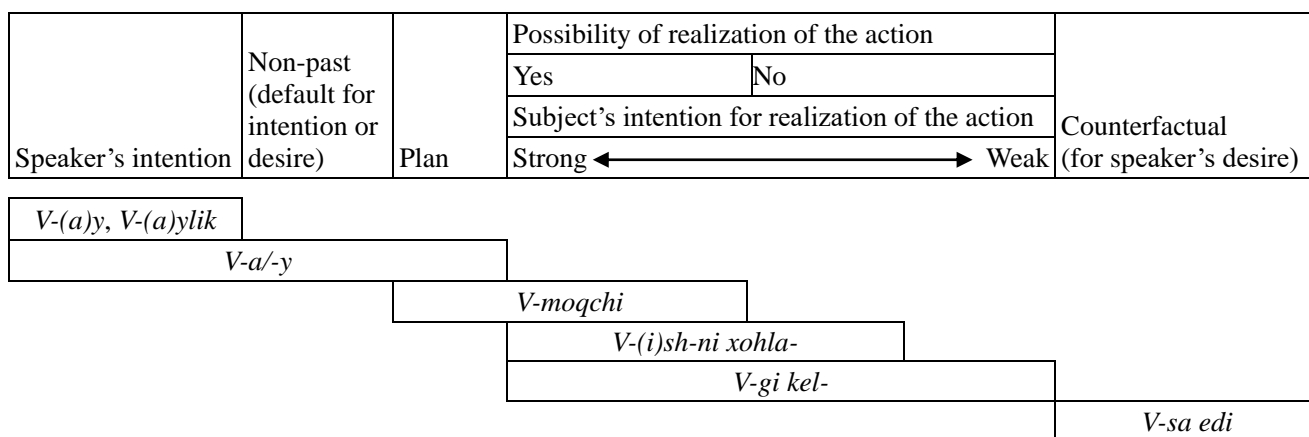 Possibility of realization of the action
Non-past
Yes No
(default for
Subject’s intention for realization of the action
intention or
Counterfactual
Speaker’s intention desire) Plan Strong Weak (for speaker’s desire)
V-(a)y, V-(a)ylik
V-a/-y
V-moqchi
V-(i)sh-ni xohla-
V-gi kel-
V-sa edi